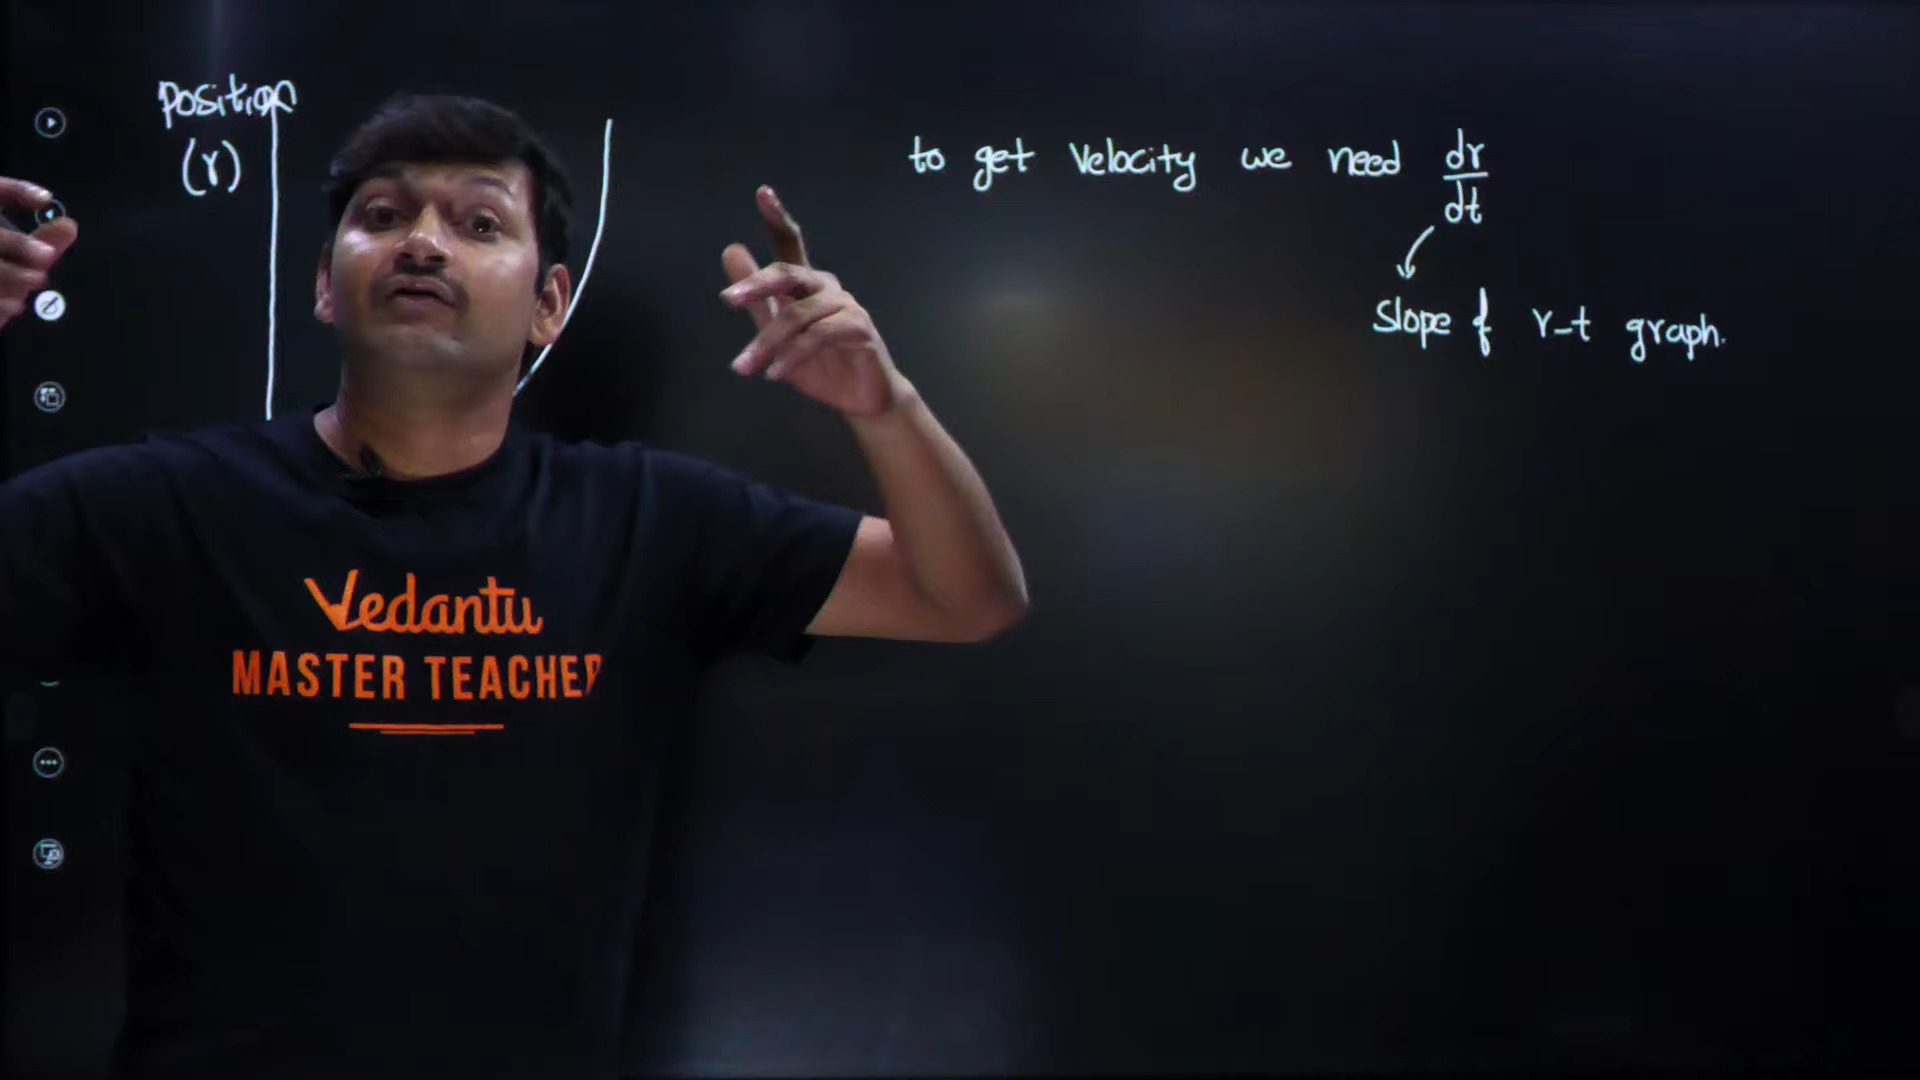 Position
(r)
to get Velocity we need dr/dt
Slope of r-t graph.
Vedantu
MASTER TEACHER